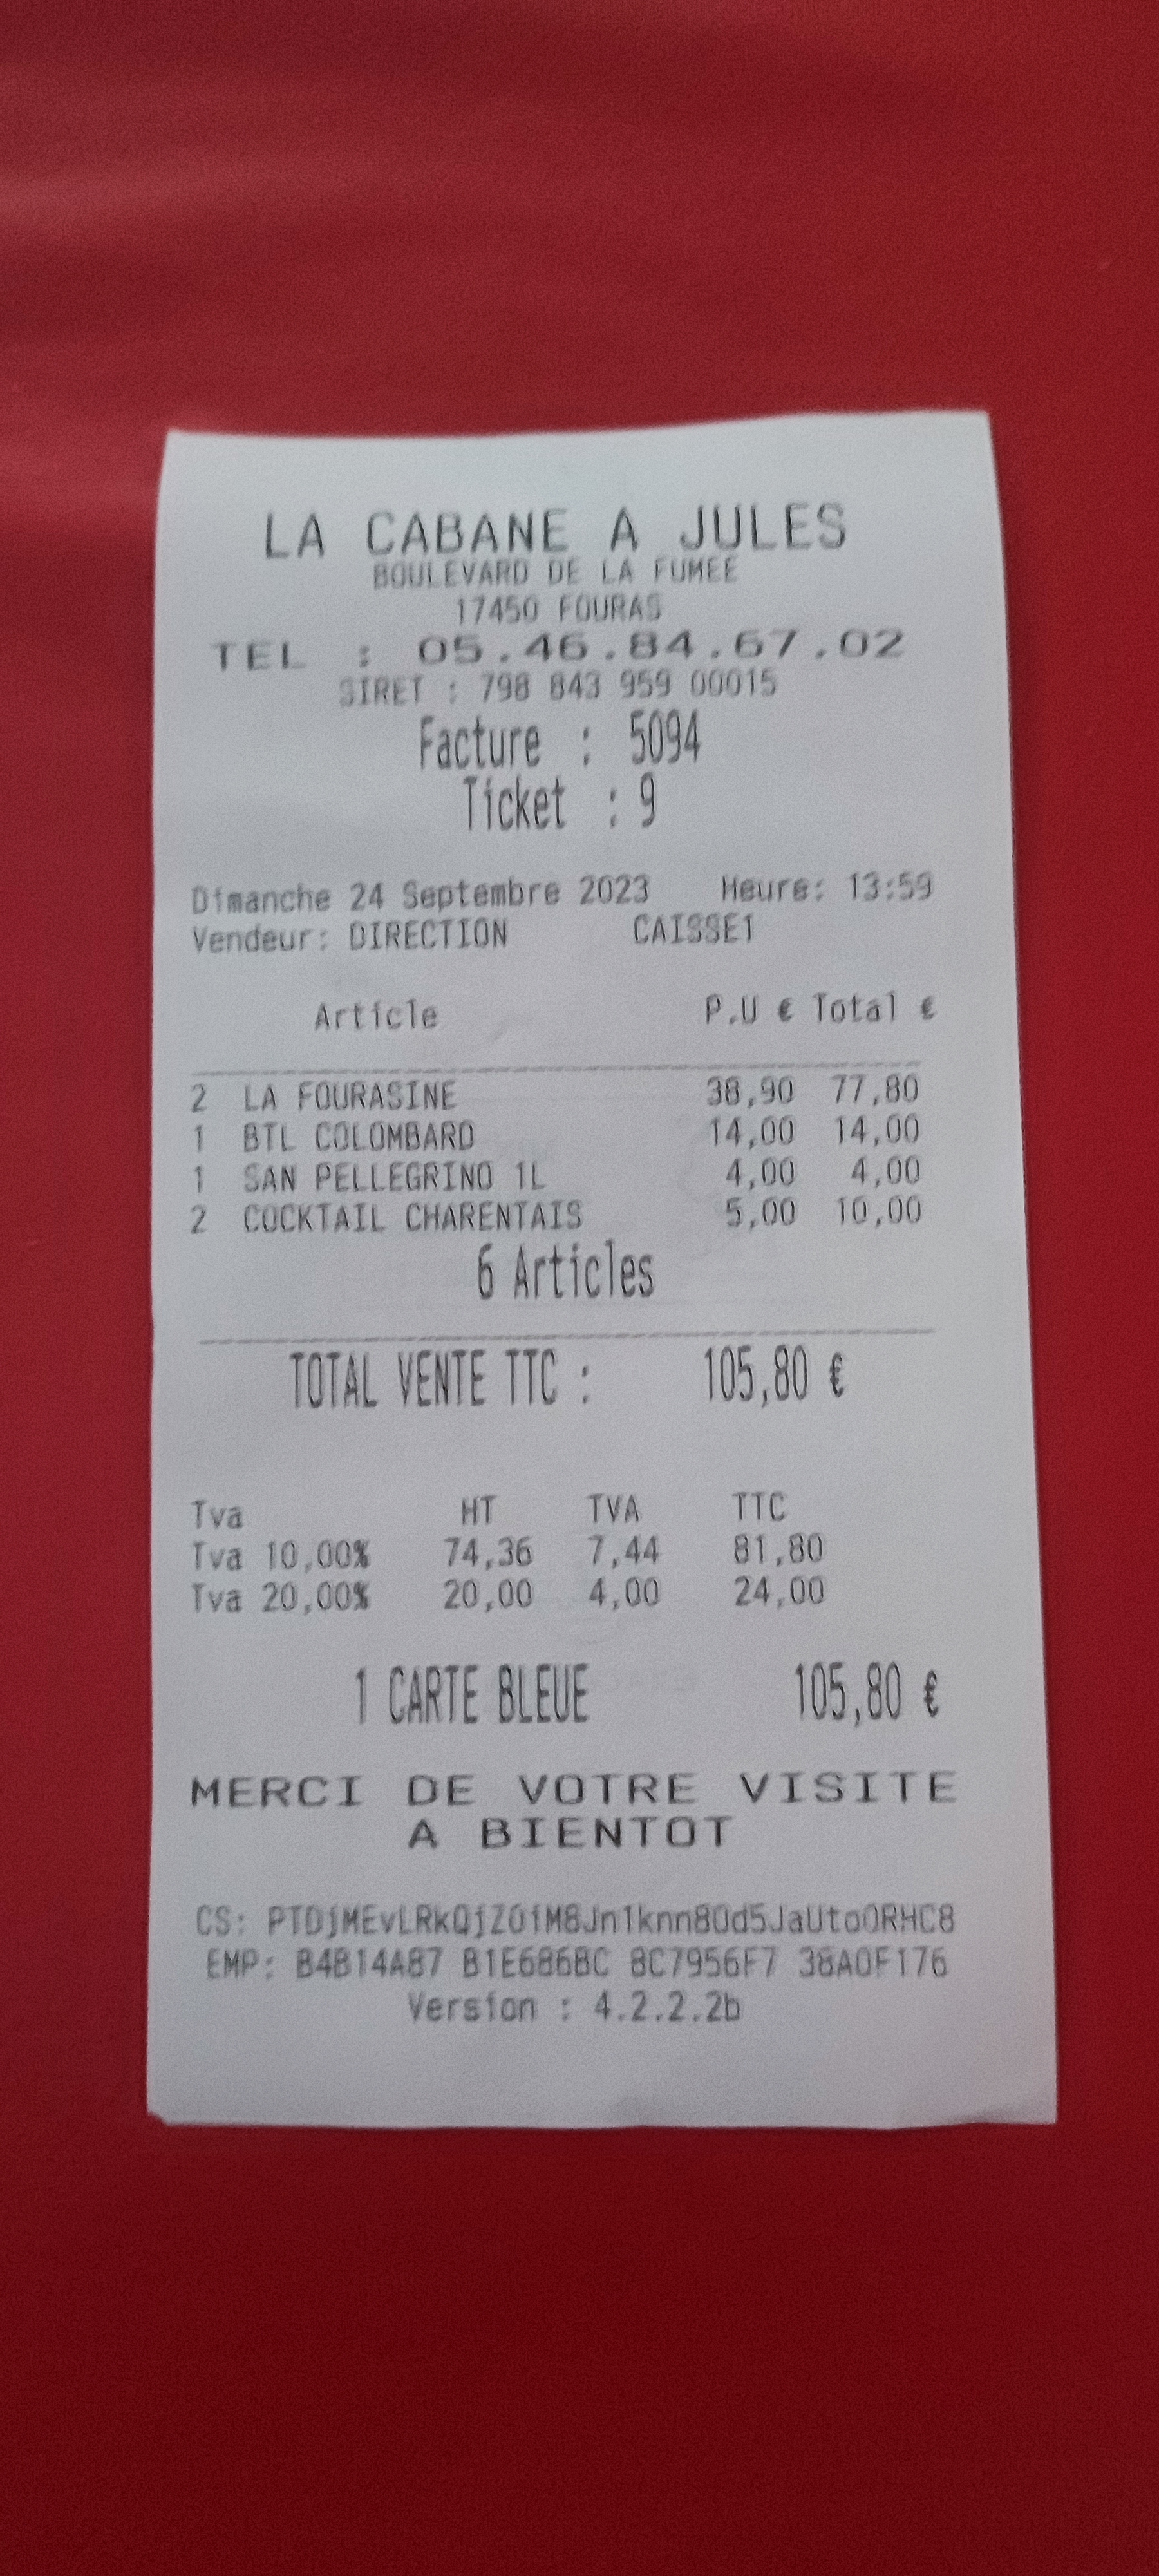 LA CABANE A JULES
BOULEVARD DE LA FUMEE
17450 FOURAS
TEL : 05.46.84.67.02
SIRET : 798 843 959 00015
Facture : 5094
Ticket : 9
Dimanche 24 Septembre 2023 Heure: 13:59
Vendeur: DIRECTION CAISSE1
Article P.U € Total €
2 LA FOURASINE 38,90 77,80
1 BTL COLOMBARD 14,00 14,00
1 SAN PELLEGRINO 1L 4,00 4,00
2 COCKTAIL CHARENTAIS 5,00 10,00
6 Articles
TOTAL VENTE TTC : 105,80 €
Tva HT TVA TTC
Tva 10,00% 74,36 7,44 81,80
Tva 20,00% 20,00 4,00 24,00
1 CARTE BLEUE 105,80 €
MERCI DE VOTRE VISITE
A BIENTOT
CS:
EMP: B4B14A87 B1E686BC 8C7956F7 38A0F176
Version : 4.2.2.2b